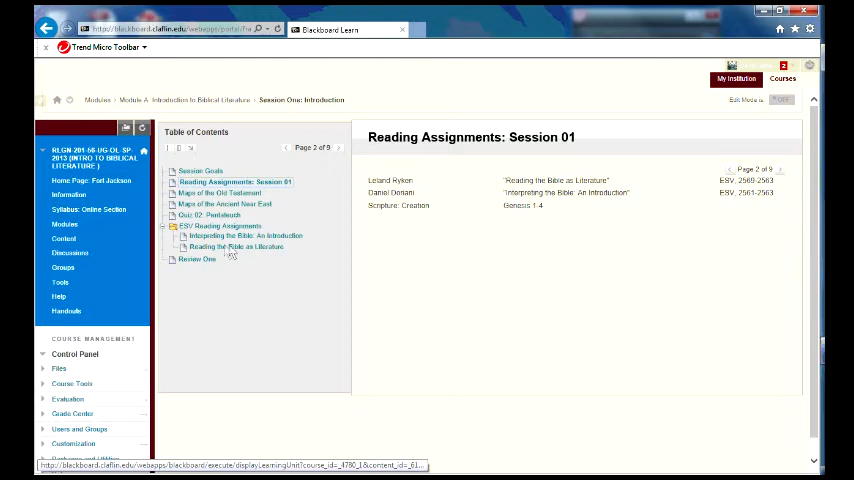 http://blackboard.claflin.edu/webapps/portal/fra
Blackboard Learn
x Trend Micro Toolbar
2
My Institution Courses
Modules Module A: Introduction to Biblical Literature Session One: Introduction Edit Mode is: OFF
Table of Contents
Page 2 of 9
Reading Assignments: Session 01
Page 2 of 9
RLGN 201-56-UG-OL-SP-
2013 (INTRO TO BIBLICAL
LITERATURE )
Home Page: Fort Jackson
Information
Syllabus: Online Section
Modules
Content
Discussions
Groups
Tools
Help
Handouts
Session Goals
Reading Assignments: Session 01
Maps of the Old Testament
Maps of the Ancient Near East
Quiz 02: Pentateuch
ESV Reading Assignments
Interpreting the Bible: An Introduction
Reading the Bible as Literature
Review One
Leland Ryken "Reading the Bible as Literature" ESV, 2569-2563
Daniel Doriani "Interpreting the Bible: An Introduction" ESV, 2561-2563
Scripture: Creation Genesis 1-4
COURSE MANAGEMENT
Control Panel
Files
Course Tools
Evaluation
Grade Center
Users and Groups
Customization
http://blackboard.claflin.edu/webapps/blackboard/execute/displayLearningUnit?course_id=_4780_1&content_id=_61...